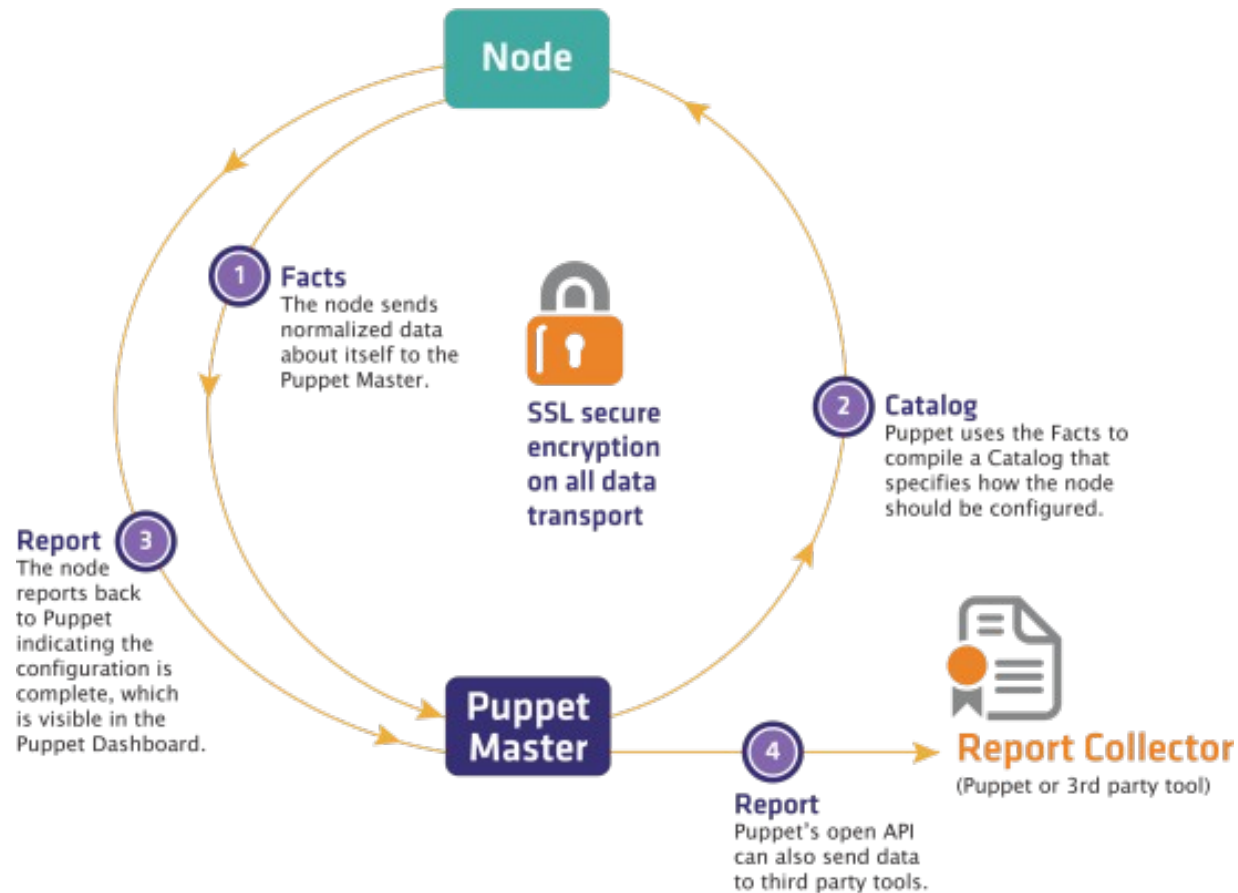 Node
1
Facts
The node sends
normalized data
about itself to the
Puppet Master.
SSL secure
encryption
on all data
transport
2
Catalog
Puppet uses the Facts to
compile a Catalog that
specifies how the node
should be configured.
3
Report
The node
reports back
to Puppet
indicating the
configuration is
complete, which
is visible in the
Puppet Dashboard.
Puppet
Master
4
Report
Puppet's open API
can also send data
to third party tools.
Report Collector
(Puppet or 3rd party tool)